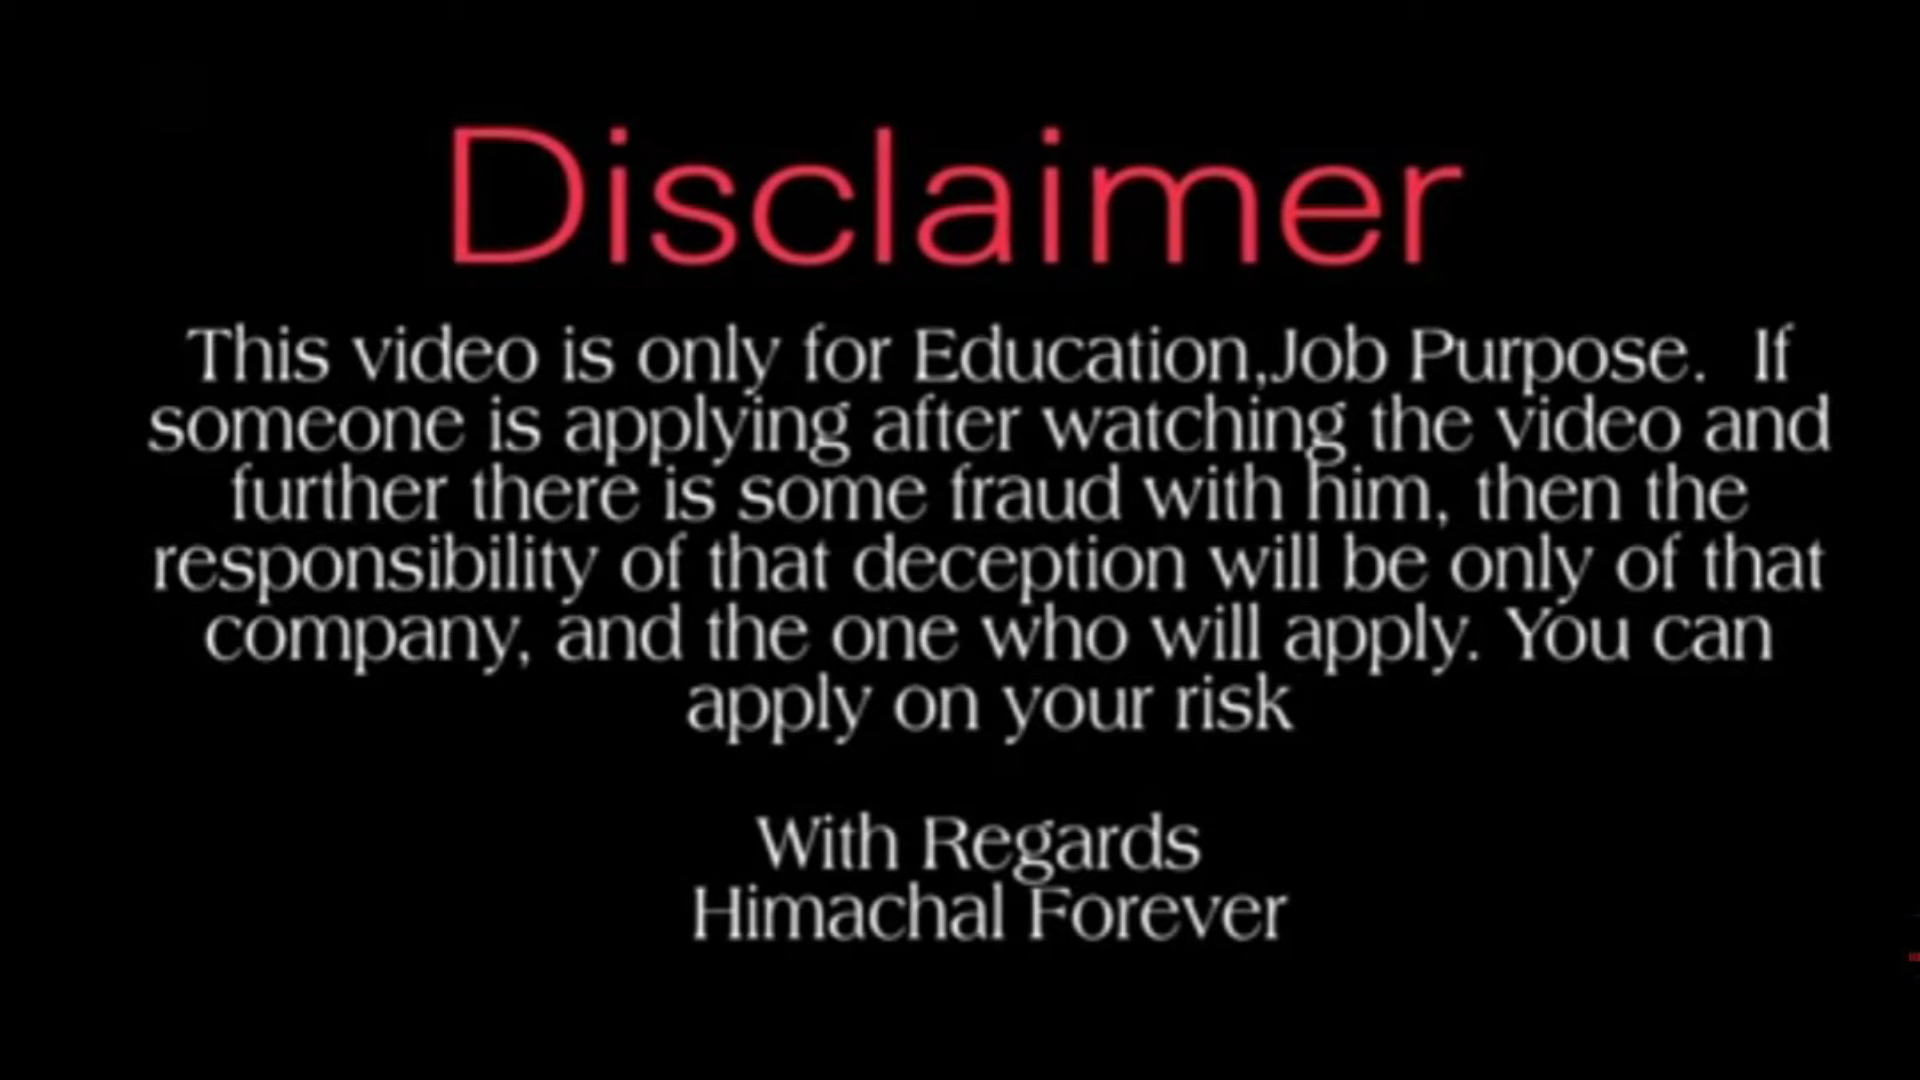 Disclaimer
This video is only for Education,Job Purpose.  If
someone is applying after watching the video and
further there is some fraud with him, then the
responsibility of that deception will be only of that
company, and the one who will apply. You can
apply on your risk
With Regards
Himachal Forever